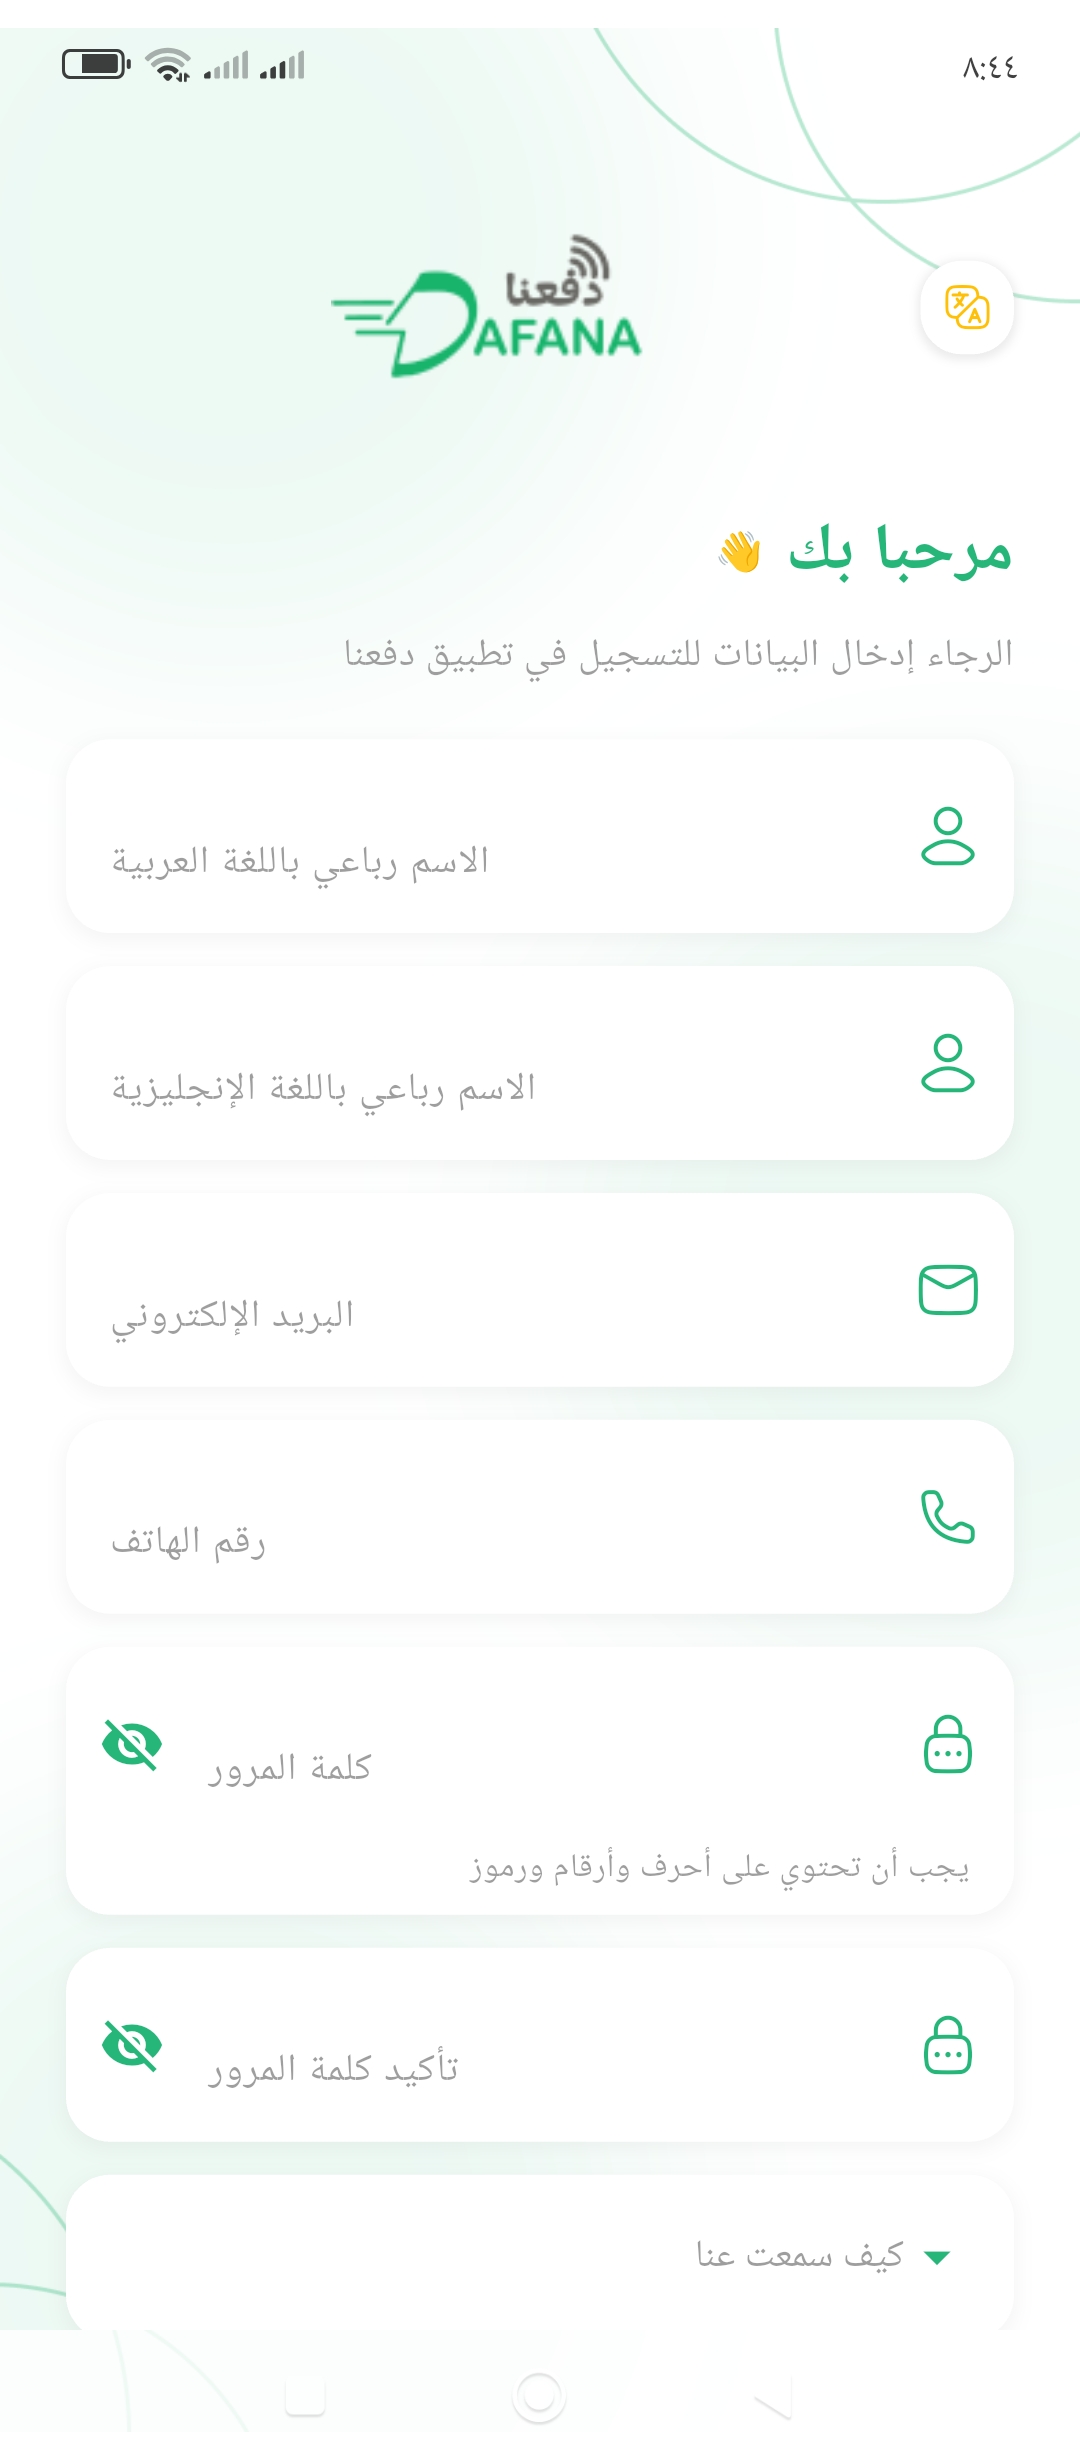 ٨:٤٤
دفعنا
DAFANA
مرحبا بك 👋
الرجاء إدخال البيانات للتسجيل في تطبيق دفعنا
الاسم رباعي باللغة العربية
الاسم رباعي باللغة الإنجليزية
البريد الإلكتروني
رقم الهاتف
كلمة المرور
يجب أن تحتوي على أحرف وأرقام ورموز
تأكيد كلمة المرور
كيف سمعت عنا